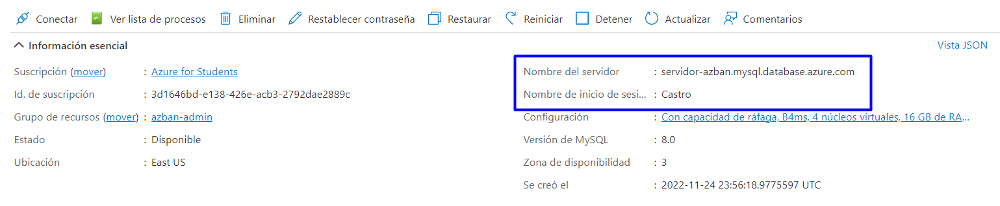 Conectar Ver lista de procesos Eliminar Restablecer contraseña Restaurar Reiniciar Detener Actualizar Comentarios
Información esencial Vista JSON
Suscripción (mover) : Azure for Students
Id. de suscripción : 3d1646bd-e138-426e-acb3-2792dae2889c
Grupo de recursos (mover) : azban-admin
Estado : Disponible
Ubicación : East US
Nombre del servidor : servidor-azban.mysql.database.azure.com
Nombre de inicio de sesi... : Castro
Configuración : Con capacidad de ráfaga, B4ms, 4 núcleos virtuales, 16 GB de RA...
Versión de MySQL : 8.0
Zona de disponibilidad : 3
Se creó el : 2022-11-24 23:56:18.9775597 UTC